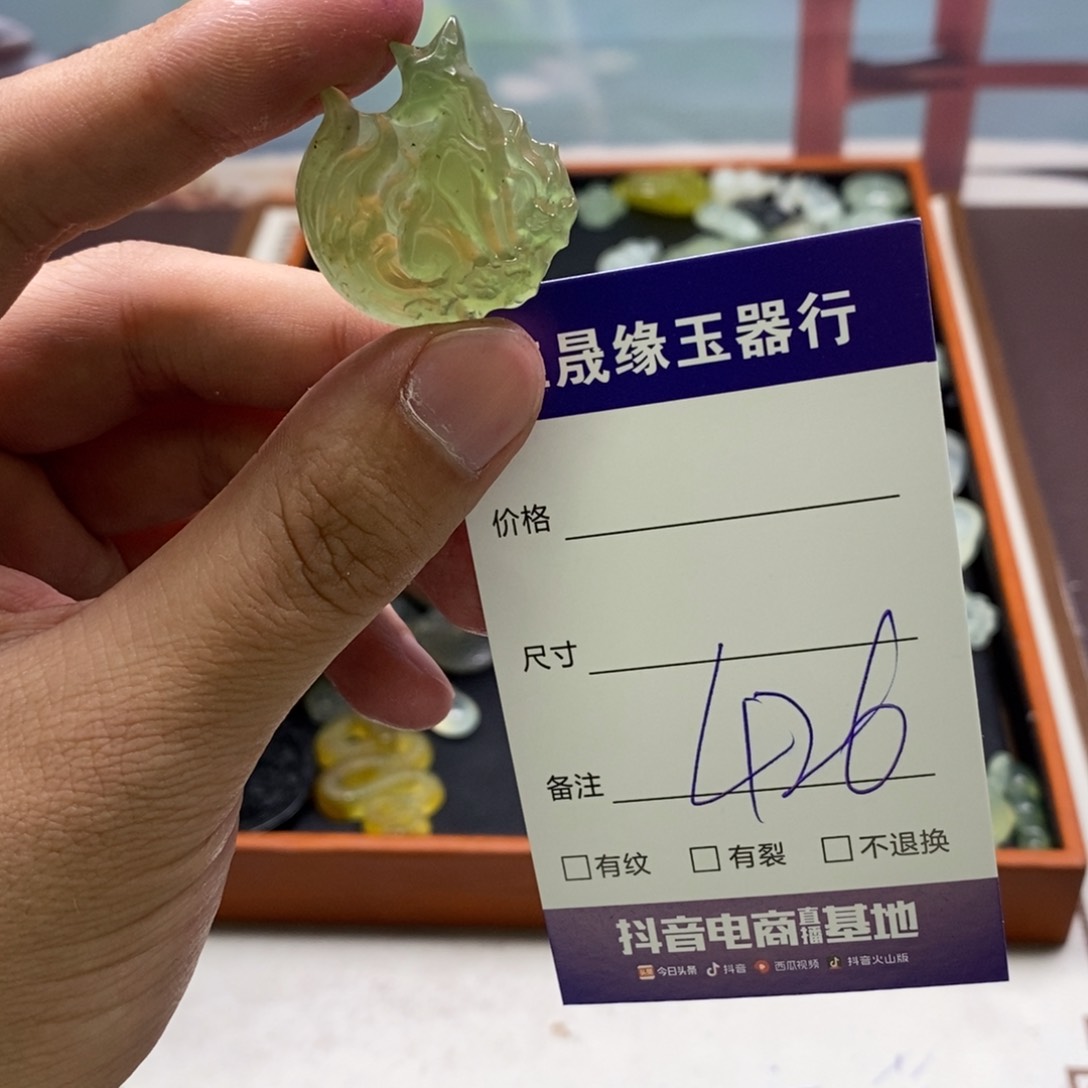 晟缘玉器行
价格
尺寸
426
备注
有纹 有裂 不退换
抖音电商直播基地
头条 今日头条 抖音 西瓜视频 抖音火山版